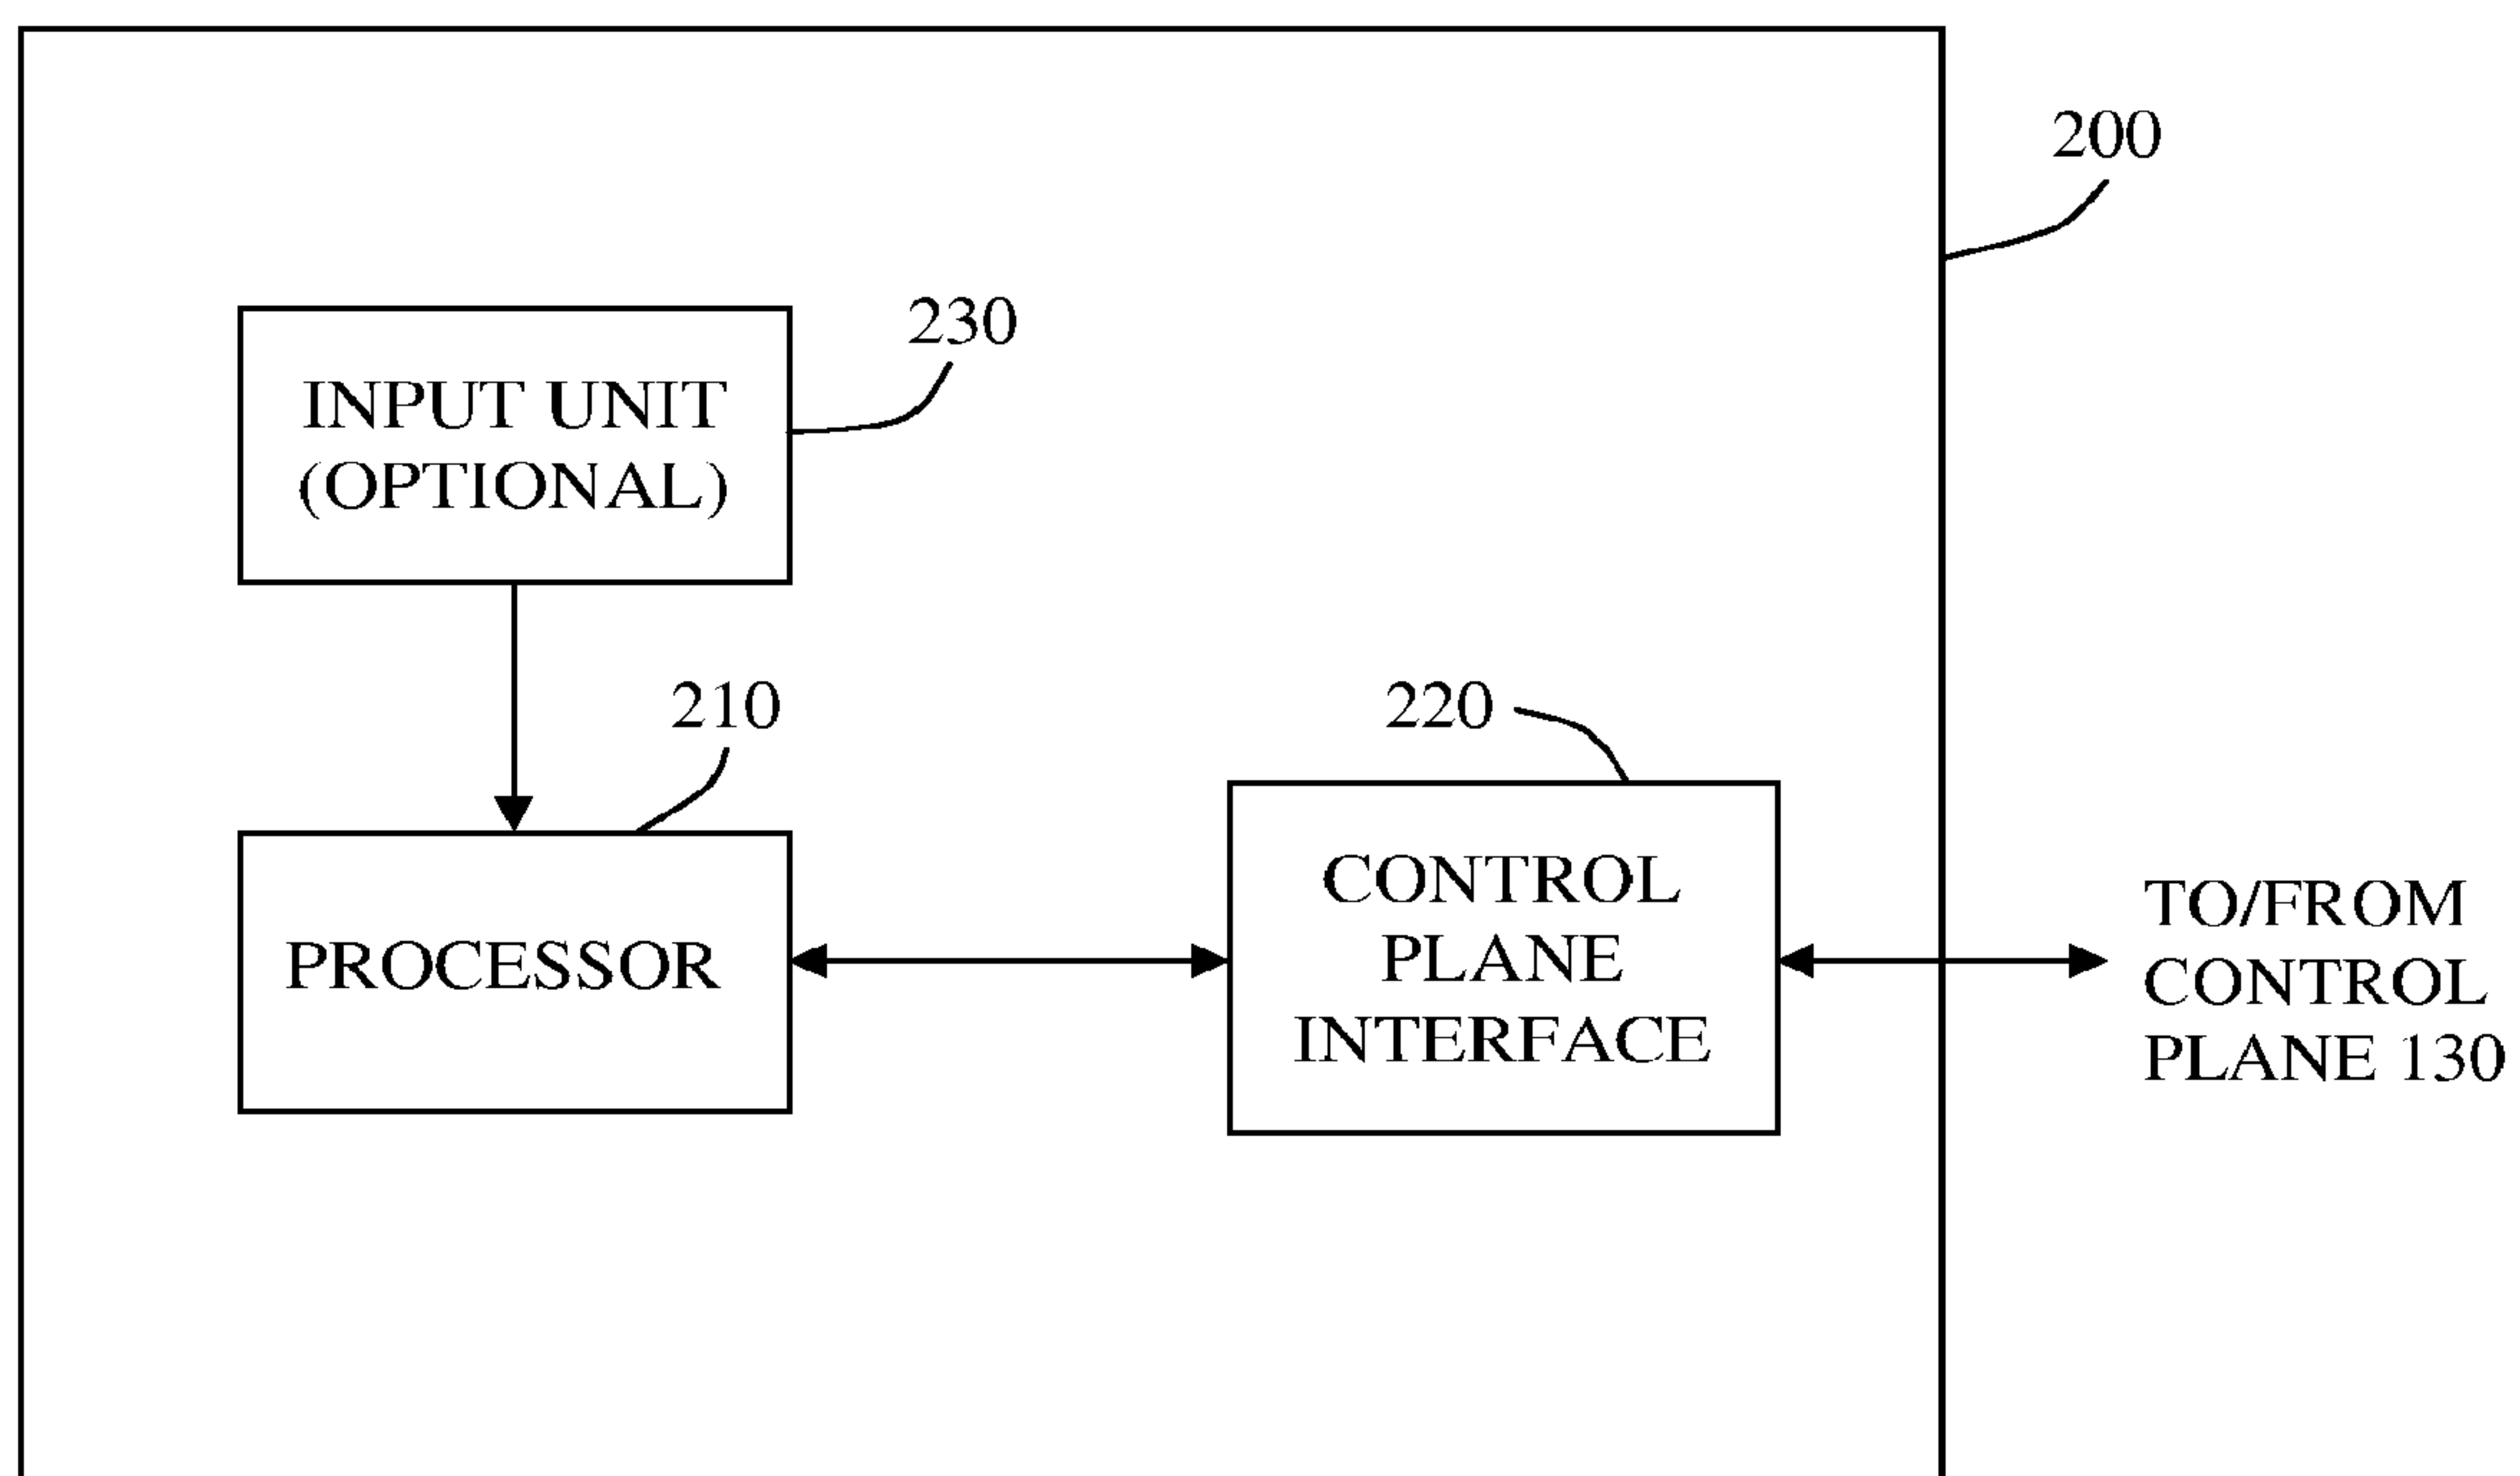 200
230
INPUT UNIT
(OPTIONAL)
210
220
PROCESSOR
CONTROL
PLANE
INTERFACE
TO/FROM
CONTROL
PLANE 130